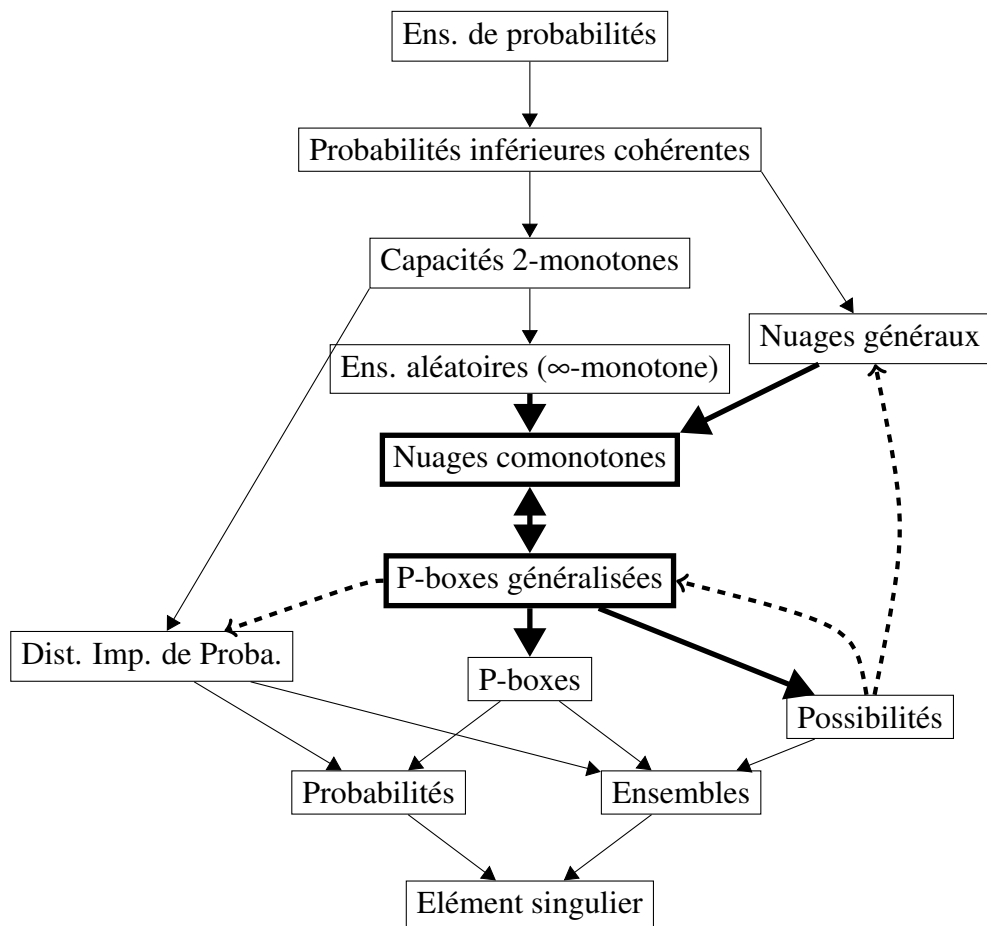 Ens. de probabilités
Probabilités inférieures cohérentes
Capacités 2-monotones
Nuages généraux
Ens. aléatoires (∞-monotone)
Nuages comonotones
P-boxes généralisées
Dist. Imp. de Proba.
P-boxes
Possibilités
Probabilités
Ensembles
Elément singulier